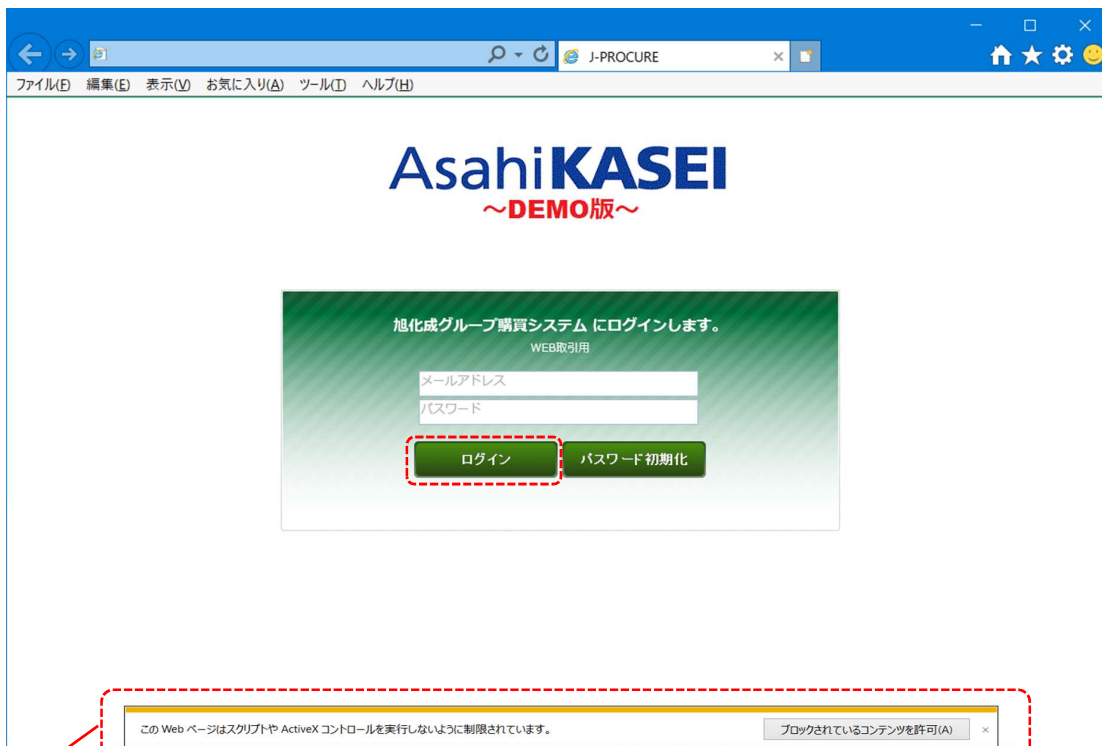 J-PROCURE
ファイル(F) 編集(E) 表示(V) お気に入り(A) ツール(T) ヘルプ(H)
AsahiKASEI
～DEMO版～
旭化成グループ購買システム にログインします。
WEB取引用
メールアドレス
パスワード
ログイン パスワード初期化
この Web ページはスクリプトや ActiveX コントロールを実行しないように制限されています。 ブロックされているコンテンツを許可(A)